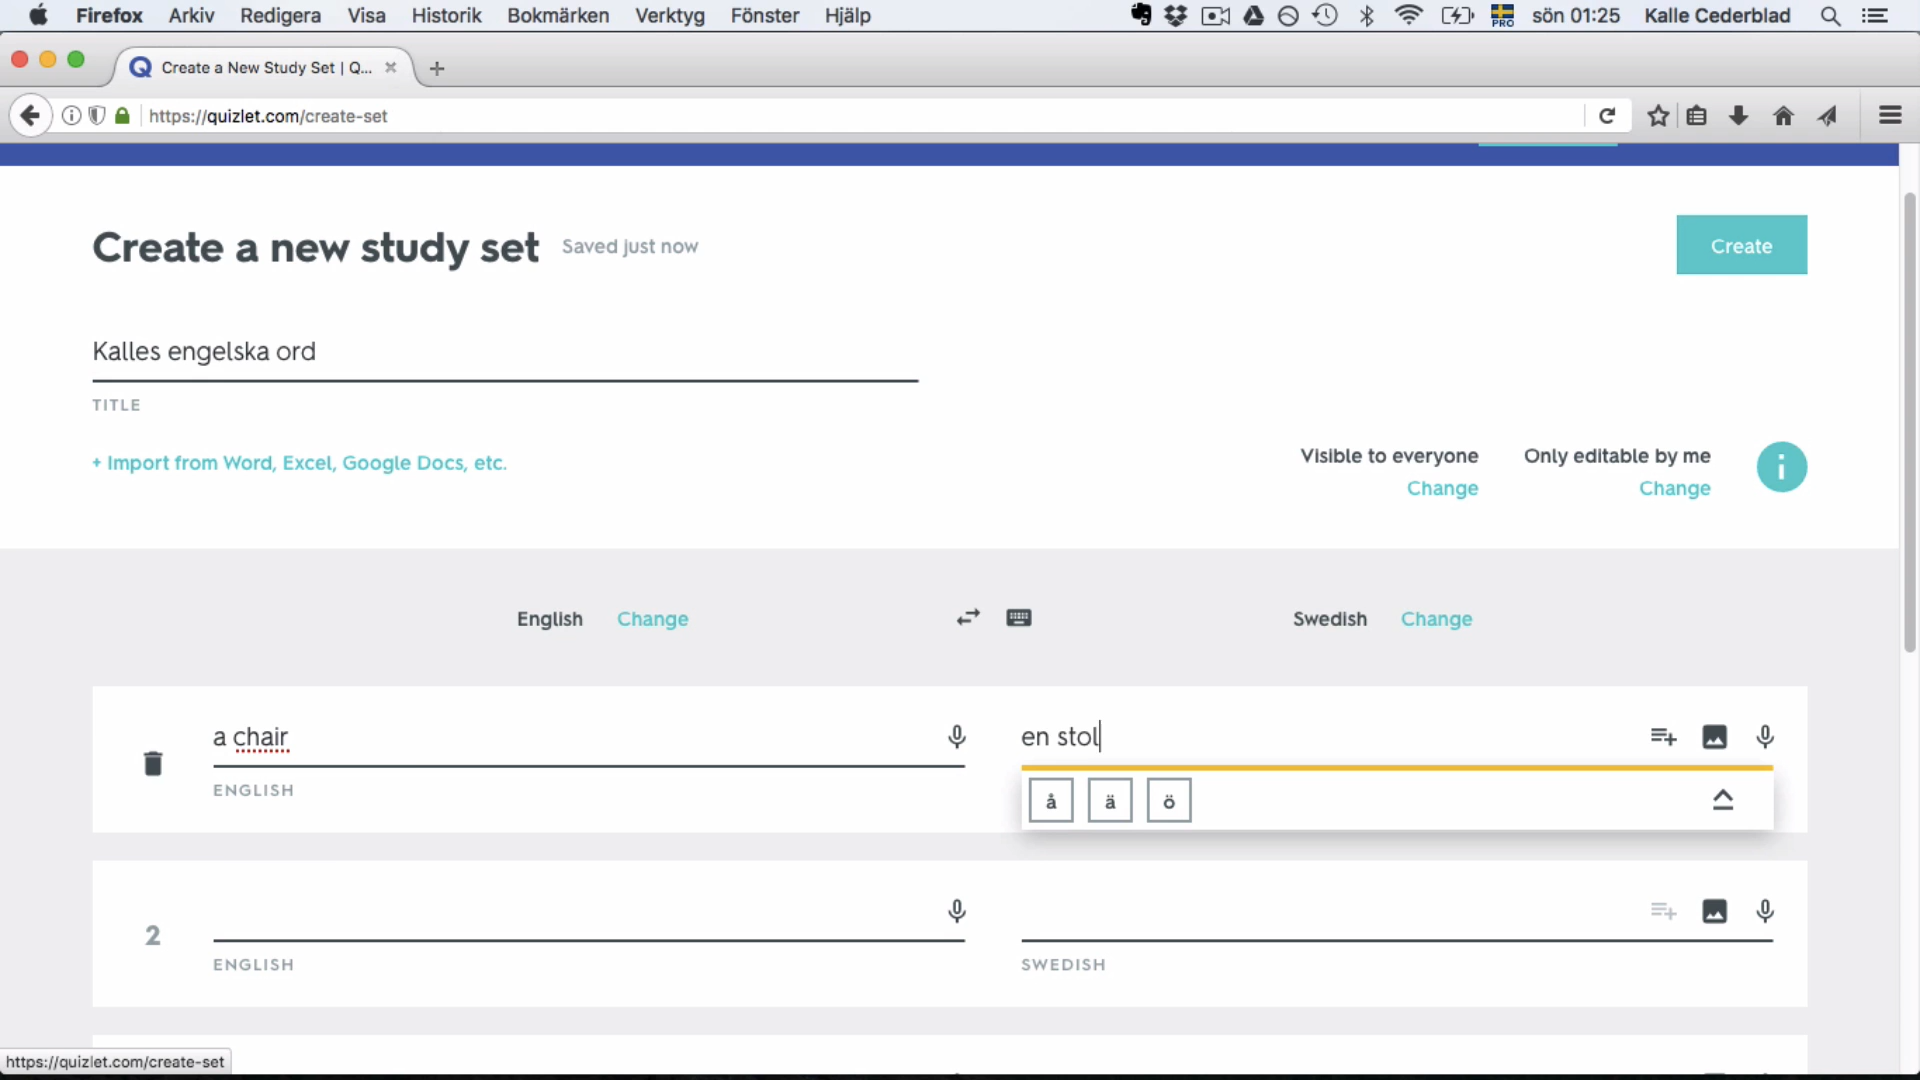 Firefox Arkiv Redigera Visa Historik Bokmärken Verktyg Fönster Hjälp PRO sön 01:25 Kalle Cederblad
Create a New Study Set | Q...
https://quizlet.com/create-set
Create a new study set Saved just now Create
Kalles engelska ord
TITLE
+ Import from Word, Excel, Google Docs, etc.
Visible to everyone Only editable by me
Change Change
English Change Swedish Change
a chair en stol
ENGLISH å ä ö
2
ENGLISH SWEDISH
https://quizlet.com/create-set